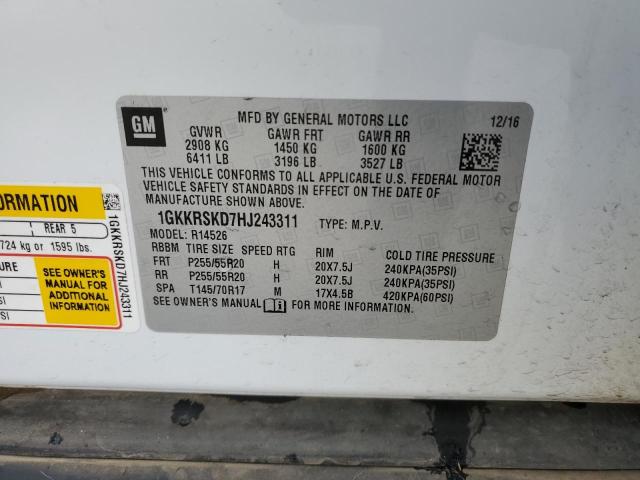 GM
MFD BY GENERAL MOTORS LLC 12/16
GVWR GAWR FRT GAWR RR
2908 KG 1450 KG 1600 KG
6411 LB 3196 LB 3527 LB
THIS VEHICLE CONFORMS TO ALL APPLICABLE U.S. FEDERAL MOTOR
VEHICLE SAFETY STANDARDS IN EFFECT ON THE DATE OF
MANUFACTURE SHOWN ABOVE.
1GKKRSKD7HJ243311 TYPE: M.P.V.
MODEL: R14526
RBBM TIRE SIZE SPEED RTG RIM COLD TIRE PRESSURE
FRT P255/55R20 H 20X7.5J 240KPA(35PSI)
RR P255/55R20 H 20X7.5J 240KPA(35PSI)
SPA T145/70R17 M 17X4.5B 420KPA(60PSI)
SEE OWNER'S MANUAL FOR MORE INFORMATION.
ORMATION
REAR 5
724 kg or 1595 lbs.
SEE OWNER'S
MANUAL FOR
ADDITIONAL
INFORMATION
1GKKRSKD7HJ243311